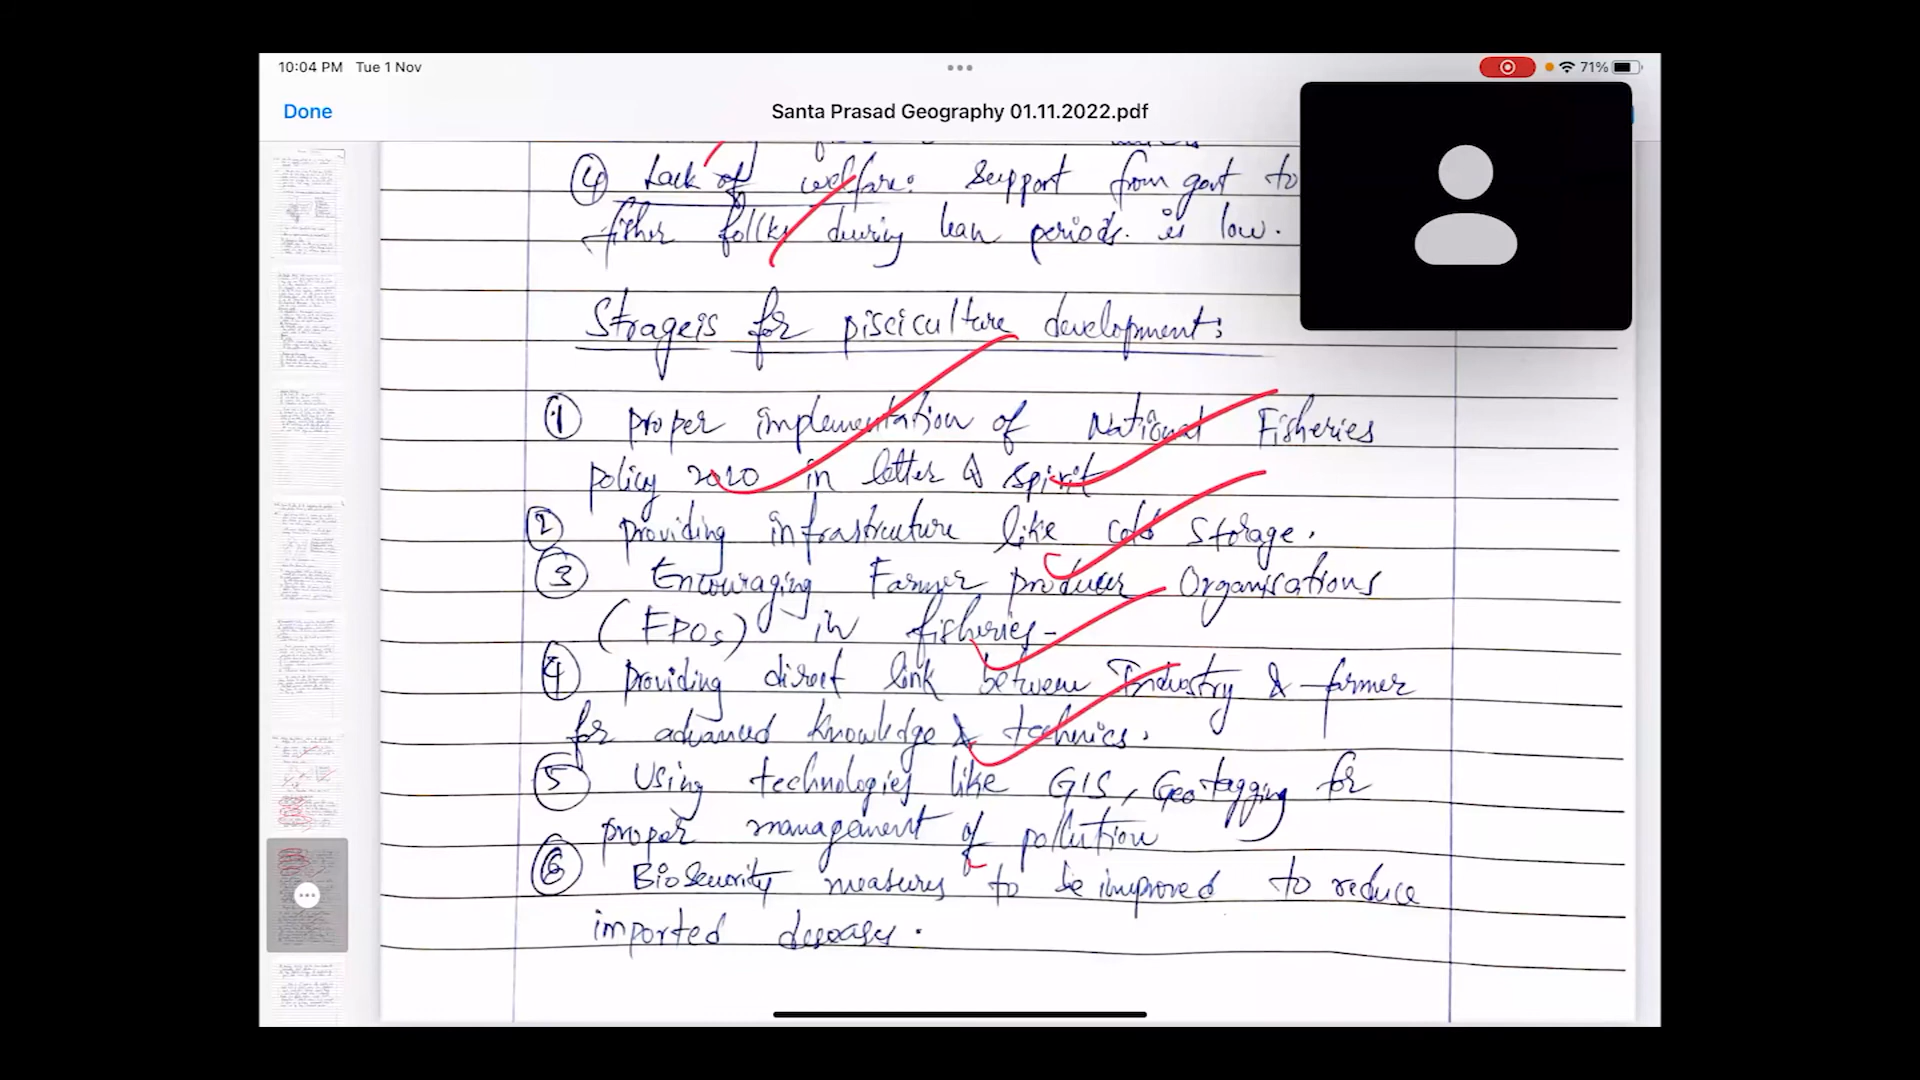 10:04 PM Tue 1 Nov
71%
Done
Santa Prasad Geography 01.11.2022.pdf
④ Lack of welfare: Support from govt to
fisher follks during lean periods. is low.
Strageis for pisciculture development:
① proper implementation of National Fisheries
policy 2020 in letter & spirit
② providing infrastructure like cold storage.
③ Encouraging Farmer producer Organisations
(FPOs) in fisheries-
④ providing direct link between Industry & farmer
for advanced knowledge & technics.
⑤ Using technologies like GIS, Geotagging for
proper management of pollution
⑥ BioSecurity measures to be improved to reduce
imported